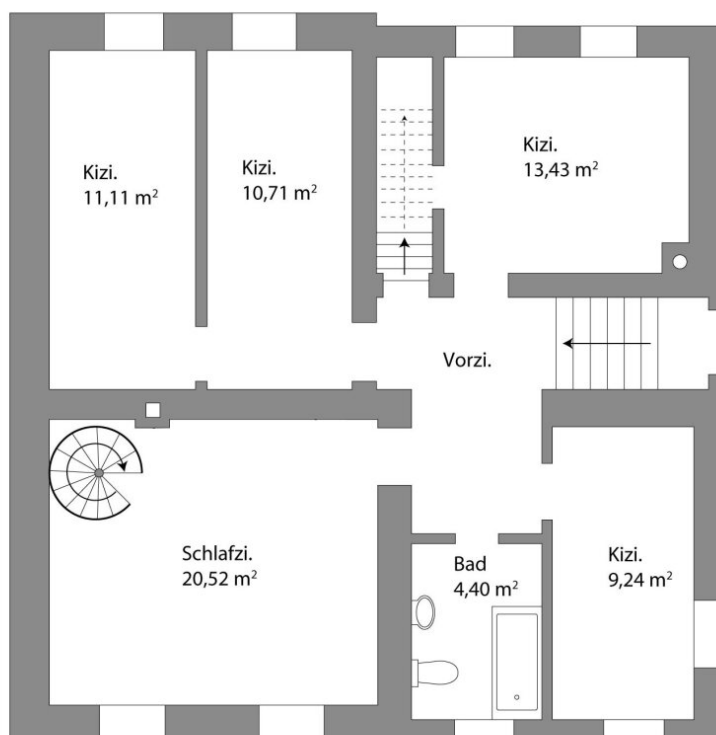 Kizi.
11,11 m²
Kizi.
10,71 m²
Kizi.
13,43 m²
Vorzi.
Schlafzi.
20,52 m²
Bad
4,40 m²
Kizi.
9,24 m²